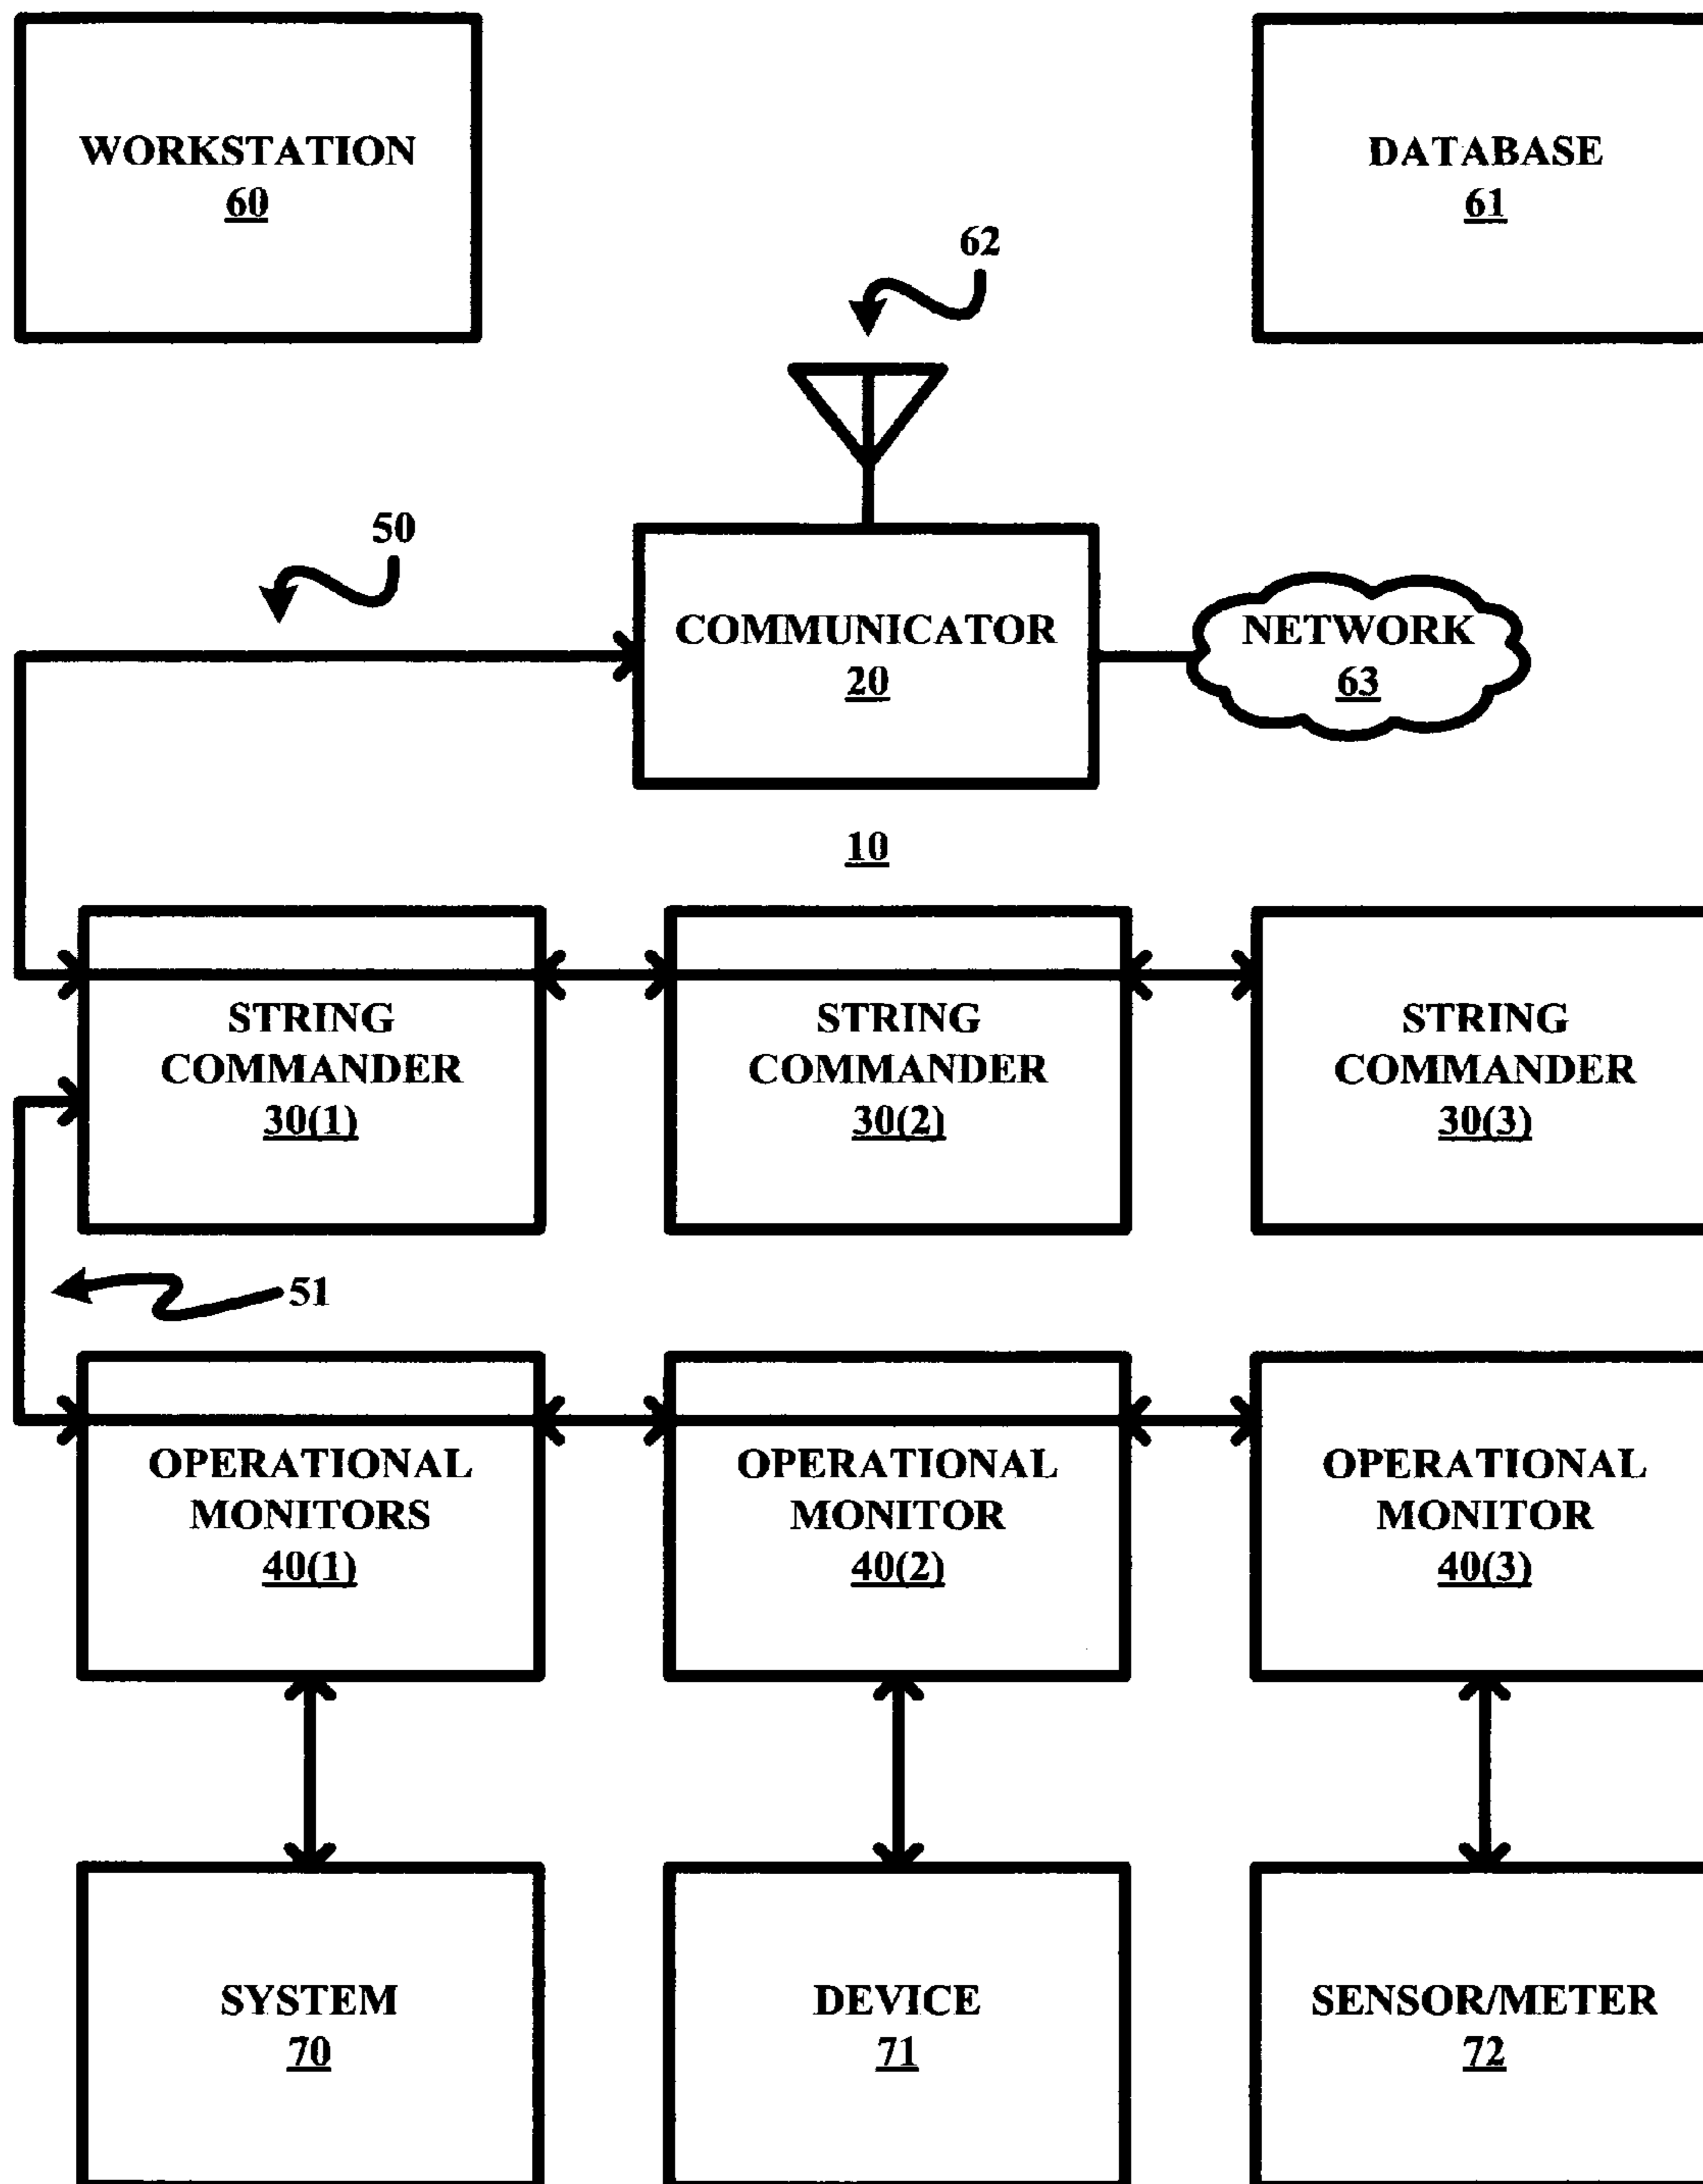 WORKSTATION
60
DATABASE
61
62
50
COMMUNICATOR
20
NETWORK
63
10
STRING
COMMANDER
30(1)
STRING
COMMANDER
30(2)
STRING
COMMANDER
30(3)
51
OPERATIONAL
MONITORS
40(1)
OPERATIONAL
MONITOR
40(2)
OPERATIONAL
MONITOR
40(3)
SYSTEM
70
DEVICE
71
SENSOR/METER
72